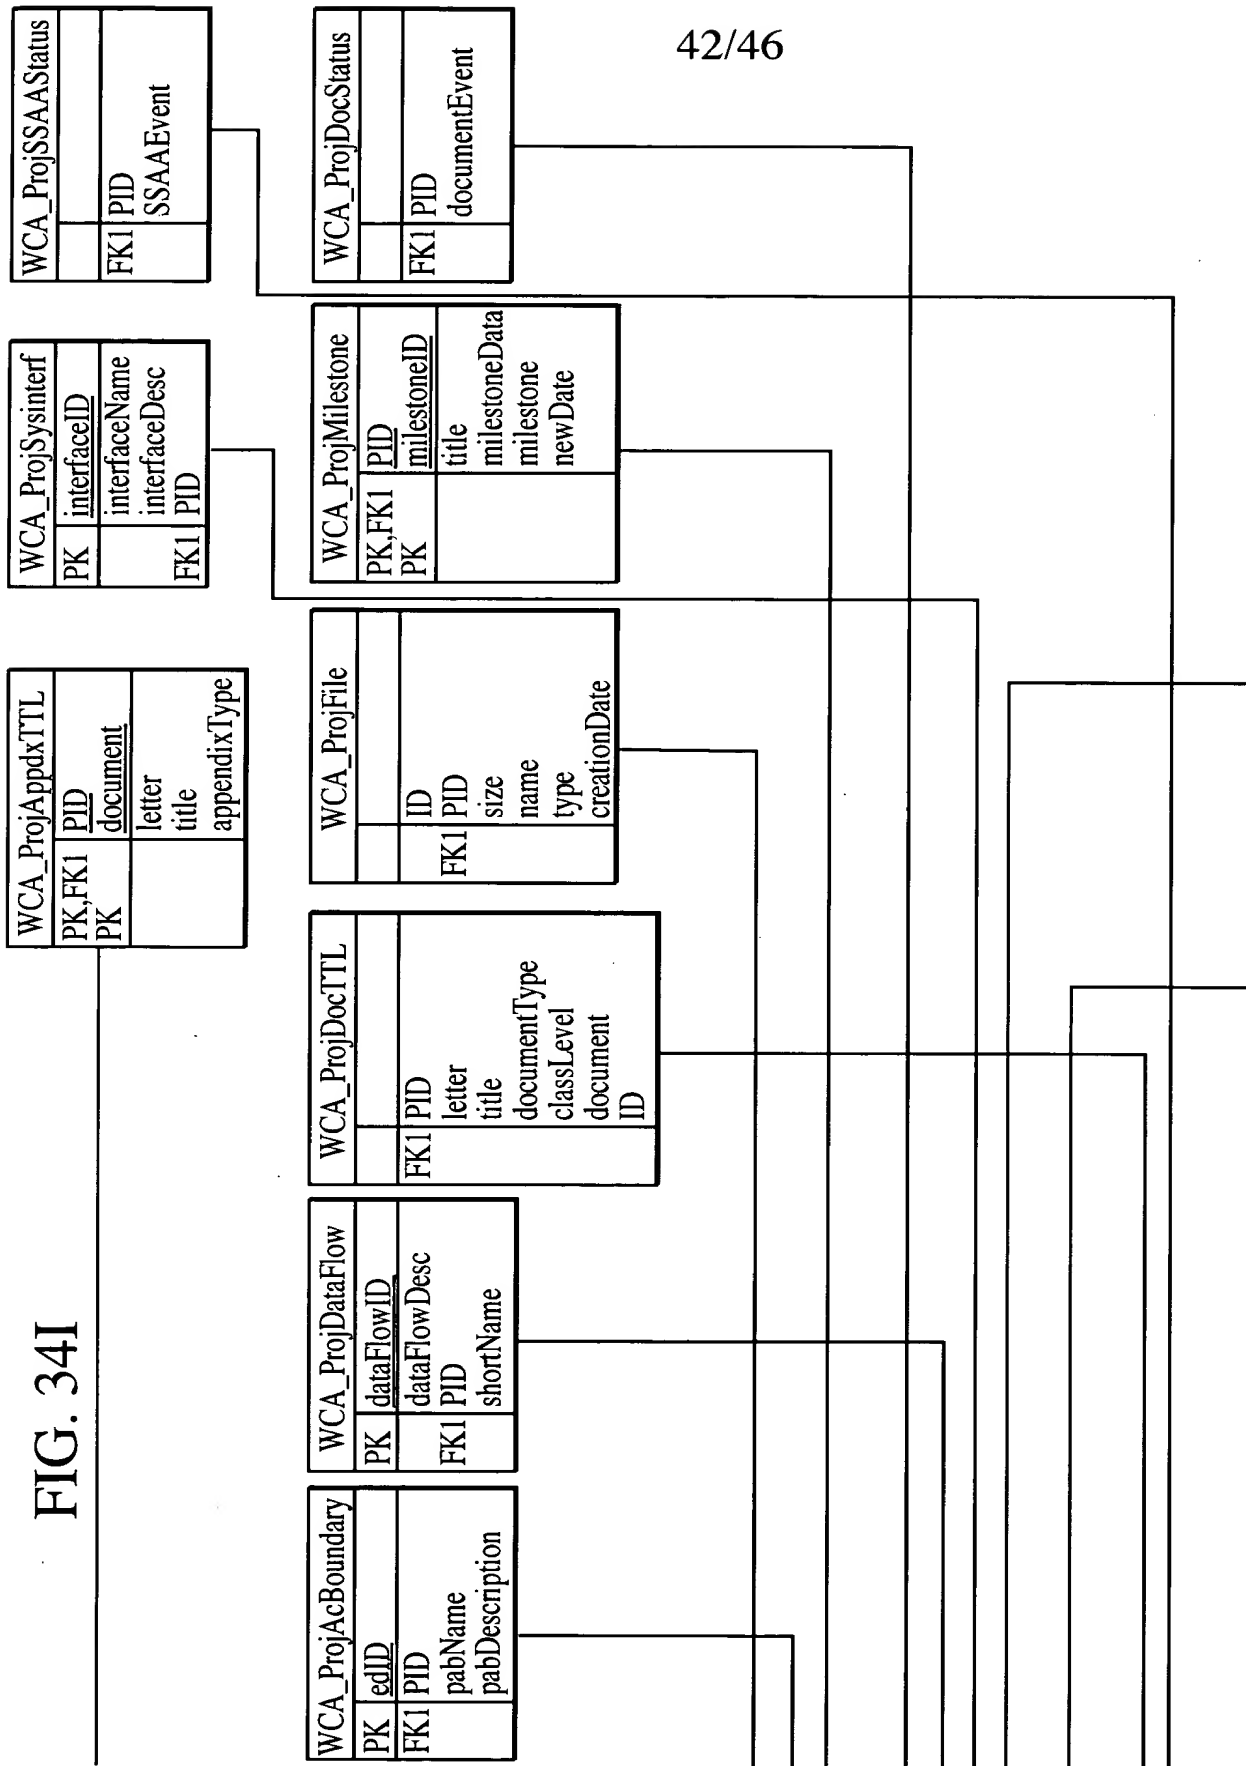 42/46
FIG. 34I
WCA_ProjAppdxTTL
PK,FK1 PID
PK document
letter
title
appendixType
WCA_ProjSysinterf
PK interfaceID
interfaceName
interfaceDesc
FK1 PID
WCA_ProjSSAAStatus
FK1 PID
SSAAEvent
WCA_ProjAcBoundary
PK edID
FK1 PID
pabName
pabDescription
WCA_ProjDataFlow
PK dataFlowID
dataFlowDesc
FK1 PID
shortName
WCA_ProjDocTTL
FK1 PID
letter
title
documentType
classLevel
document
ID
WCA_ProjFile
ID
FK1 PID
size
name
type
creationDate
WCA_ProjMilestone
PK,FK1 PID
PK milestoneID
title
milestoneData
milestone
newDate
WCA_ProjDocStatus
FK1 PID
documentEvent